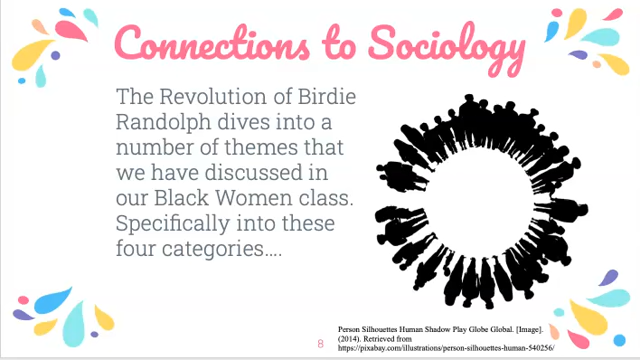 Connections to Sociology
The Revolution of Birdie
Randolph dives into a
number of themes that
we have discussed in
our Black Women class.
Specifically into these
four categories....
Person Silhouettes Human Shadow Play Globe Global. [Image].
(2014). Retrieved from
https://pixabay.com/illustrations/person-silhouettes-human-540256/
8